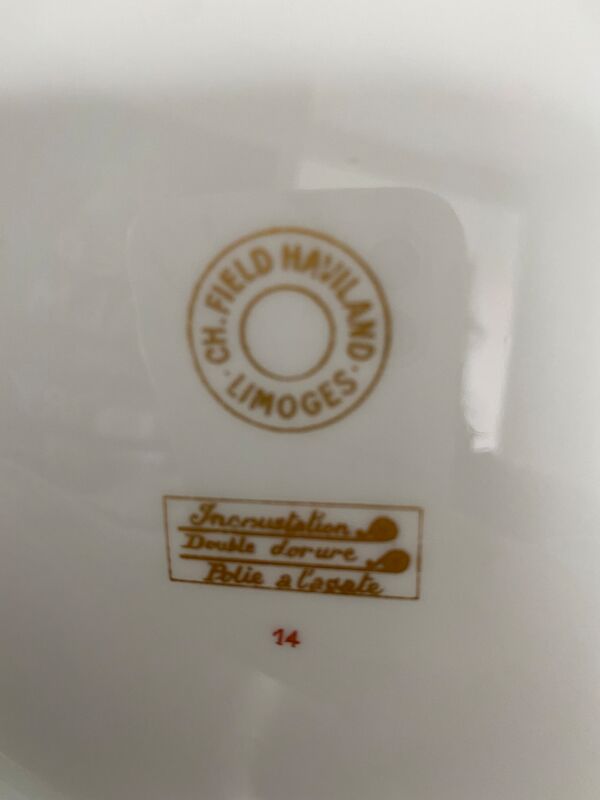 CH. FIELD HAVILAND
· LIMOGES ·
Incrustation
Double dorure
Polie a l'agate
14